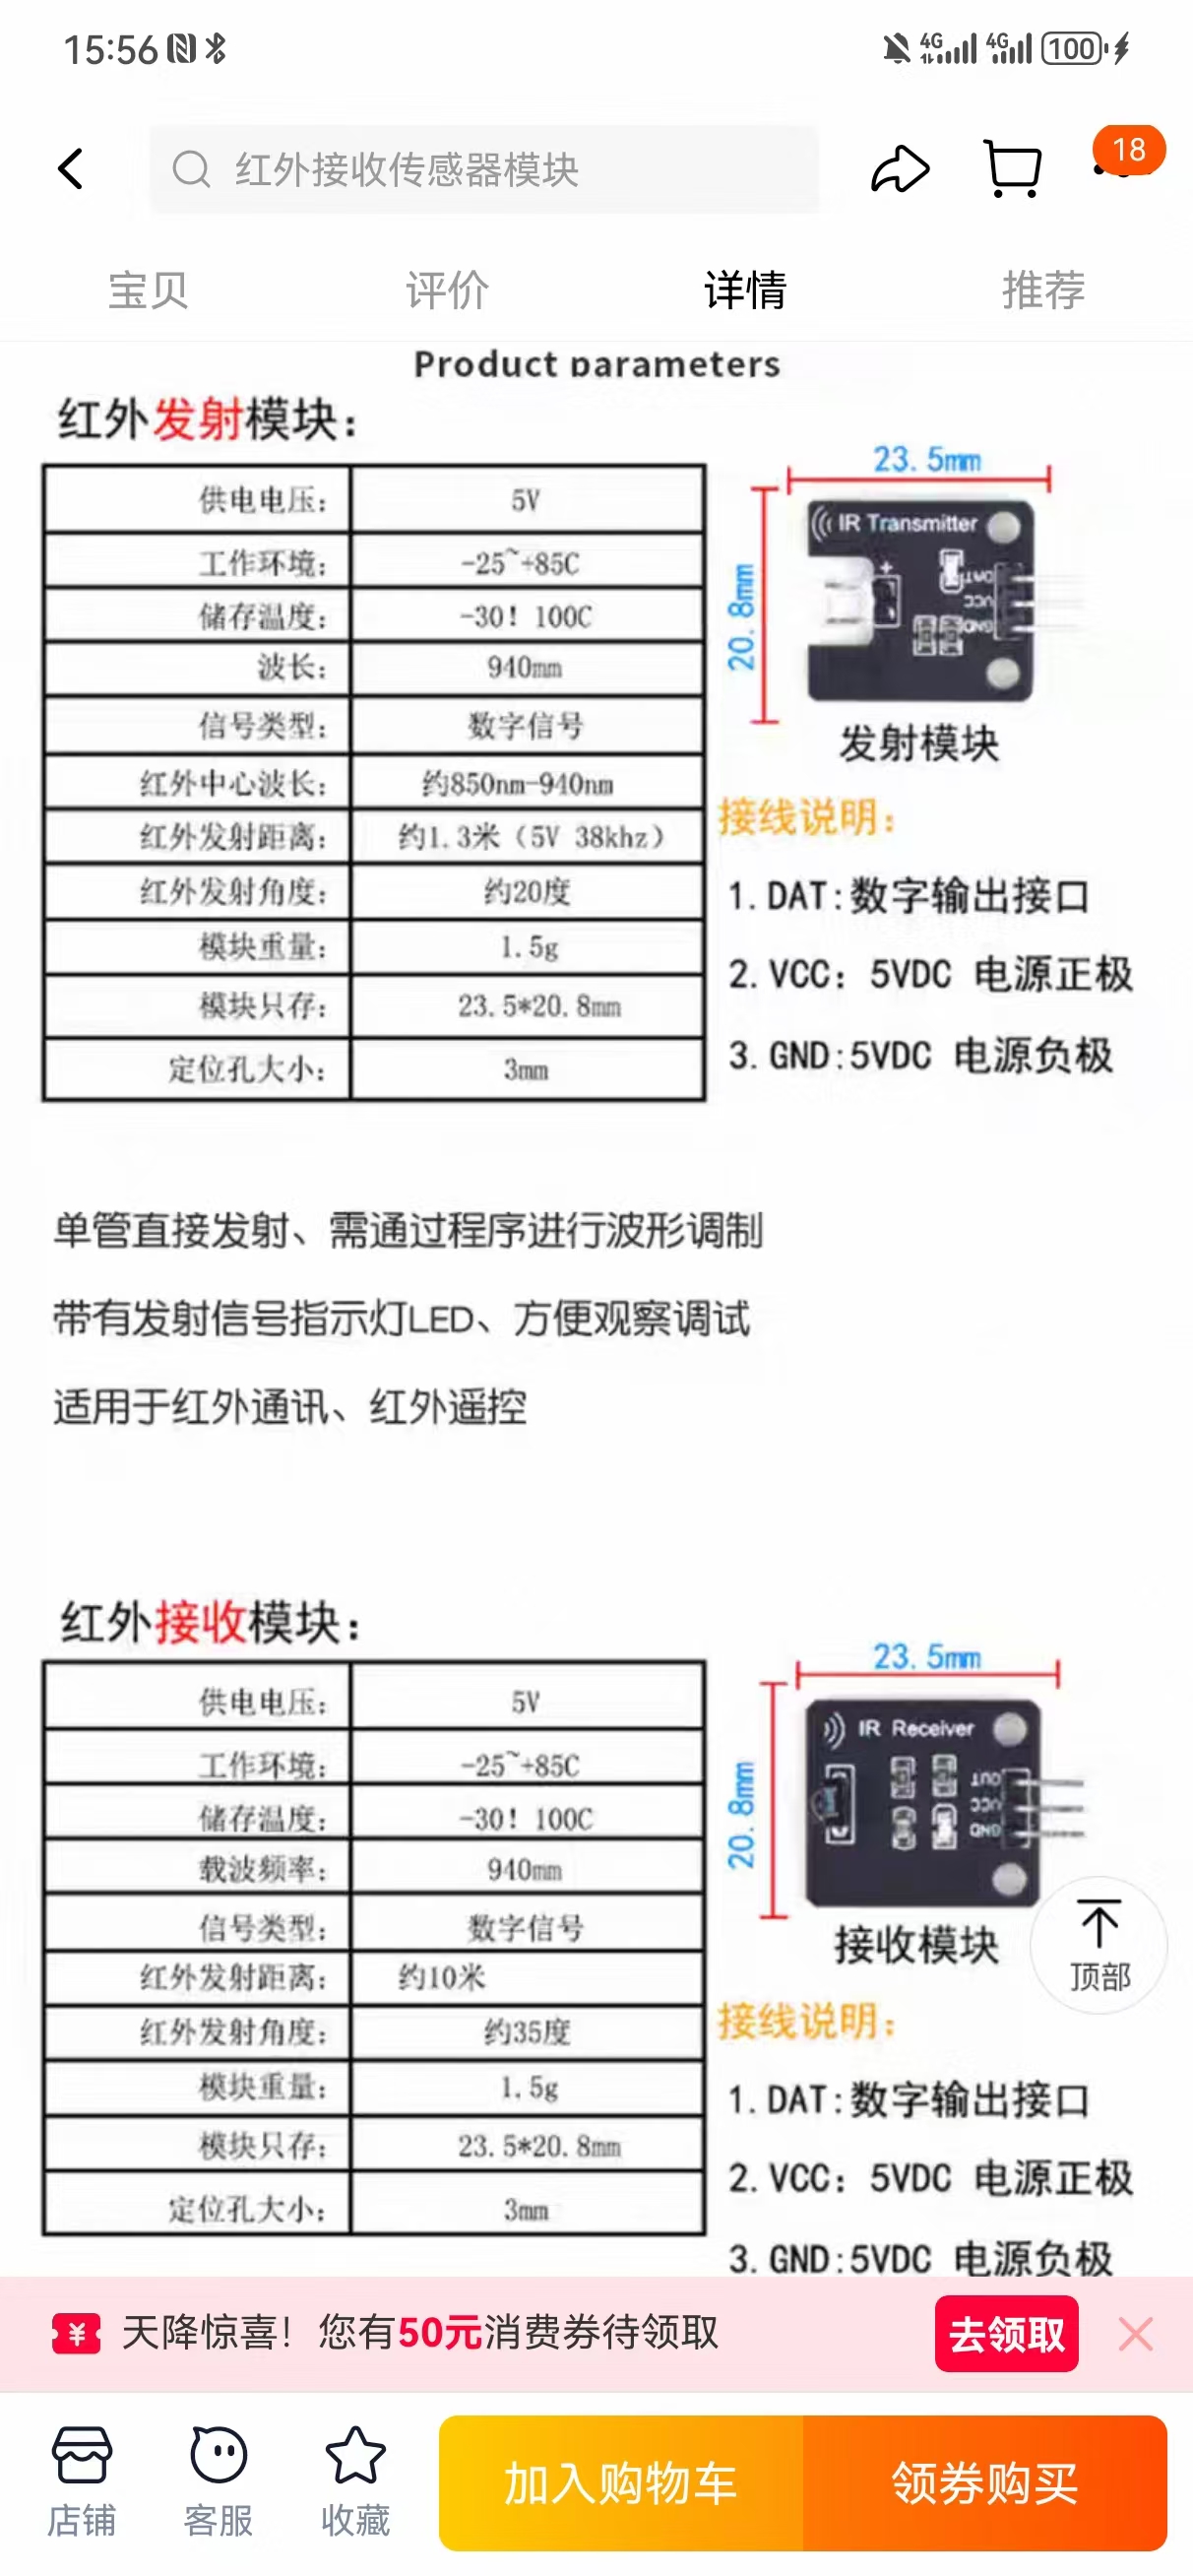 15:56
4G 4G 100
红外接收传感器模块
18
宝贝 评价 详情 推荐
Product parameters
红外发射模块：
供电电压： 5V
工作环境： -25~+85C
储存温度： -30！100C
波长： 940mm
信号类型： 数字信号
红外中心波长： 约850nm-940nm
红外发射距离： 约1.3米（5V 38khz）
红外发射角度： 约20度
模块重量： 1.5g
模块只存： 23.5*20.8mm
定位孔大小： 3mm
23.5mm
20.8mm
IR Transmitter
+
DAT
VCC
GND
发射模块
接线说明：
1.DAT:数字输出接口
2.VCC：5VDC 电源正极
3.GND:5VDC 电源负极
单管直接发射、需通过程序进行波形调制
带有发射信号指示灯LED、方便观察调试
适用于红外通讯、红外遥控
红外接收模块：
供电电压： 5V
工作环境： -25~+85C
储存温度： -30！100C
载波频率： 940mm
信号类型： 数字信号
红外发射距离： 约10米
红外发射角度： 约35度
模块重量： 1.5g
模块只存： 23.5*20.8mm
定位孔大小： 3mm
23.5mm
20.8mm
IR Receiver
OUT
VCC
GND
接收模块
顶部
接线说明：
1.DAT:数字输出接口
2.VCC：5VDC 电源正极
3.GND:5VDC 电源负极
¥ 天降惊喜！您有50元消费券待领取 去领取
店铺 客服 收藏 加入购物车 领券购买